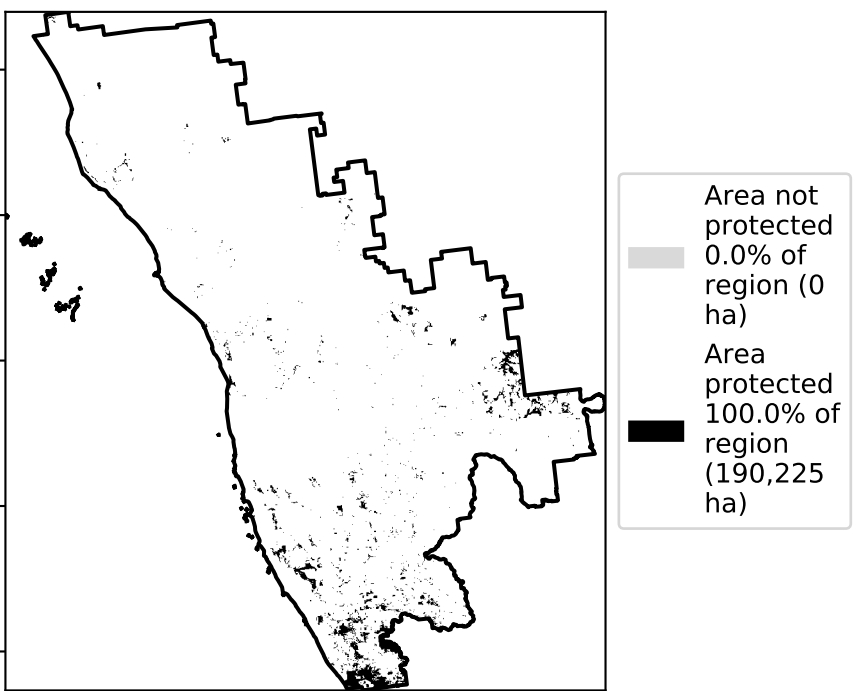 Area not
protected
0.0% of
region (0
ha)
Area
protected
100.0% of
region
(190,225
ha)